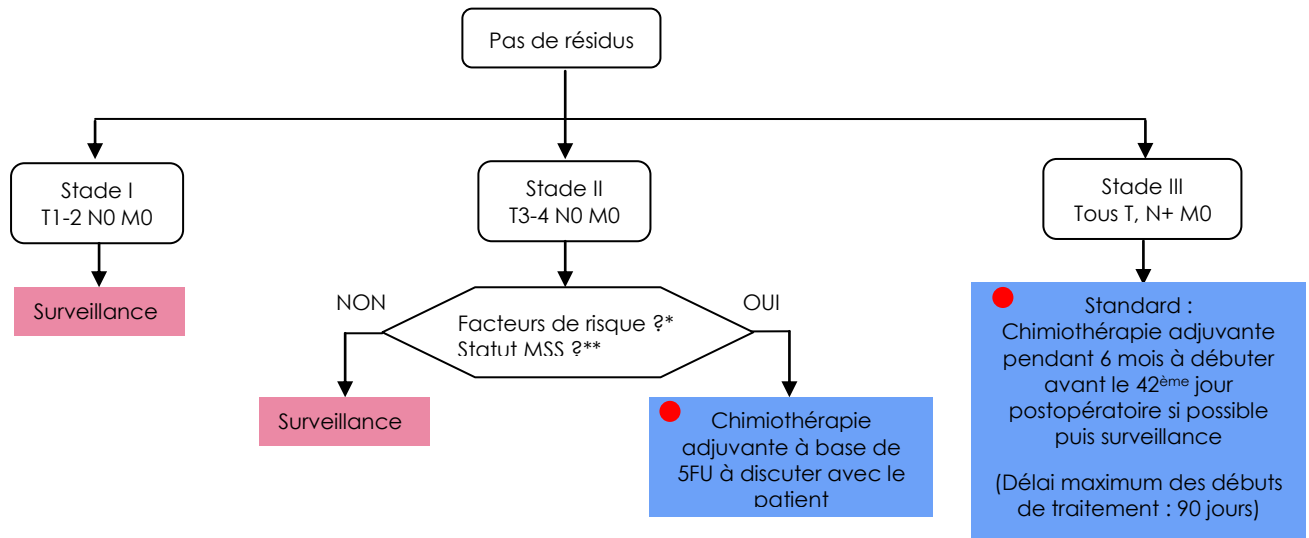 Pas de résidus
Stade I
T1-2 N0 M0
Stade II
T3-4 N0 M0
Stade III
Tous T, N+ M0
Surveillance
NON
OUI
Facteurs de risque ?*
Statut MSS ?**
Surveillance
Chimiothérapie
adjuvante à base de
5FU à discuter avec le
patient
Standard :
Chimiothérapie adjuvante
pendant 6 mois à débuter
avant le 42ème jour
postopératoire si possible
puis surveillance
(Délai maximum des débuts
de traitement : 90 jours)